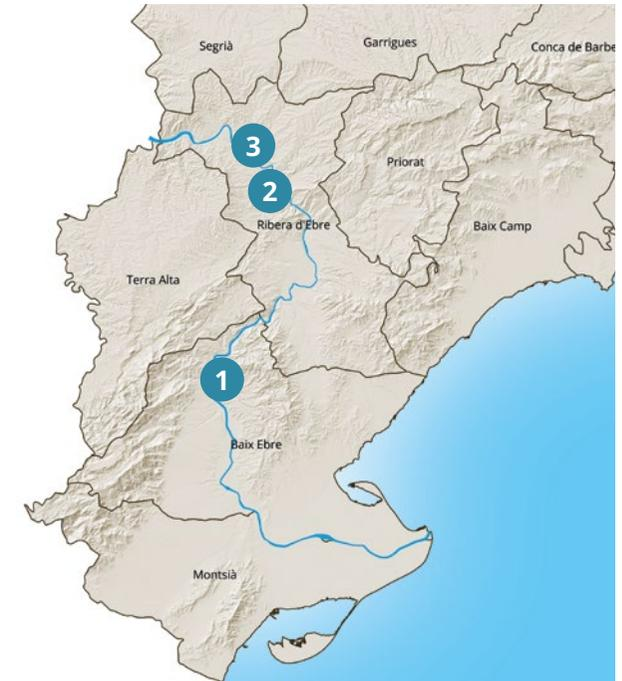 Segrià
Garrigues
Conca de Barbe
3
Priorat
2
Ribera d'Ebre
Baix Camp
Terra Alta
1
Baix Ebre
Montsià